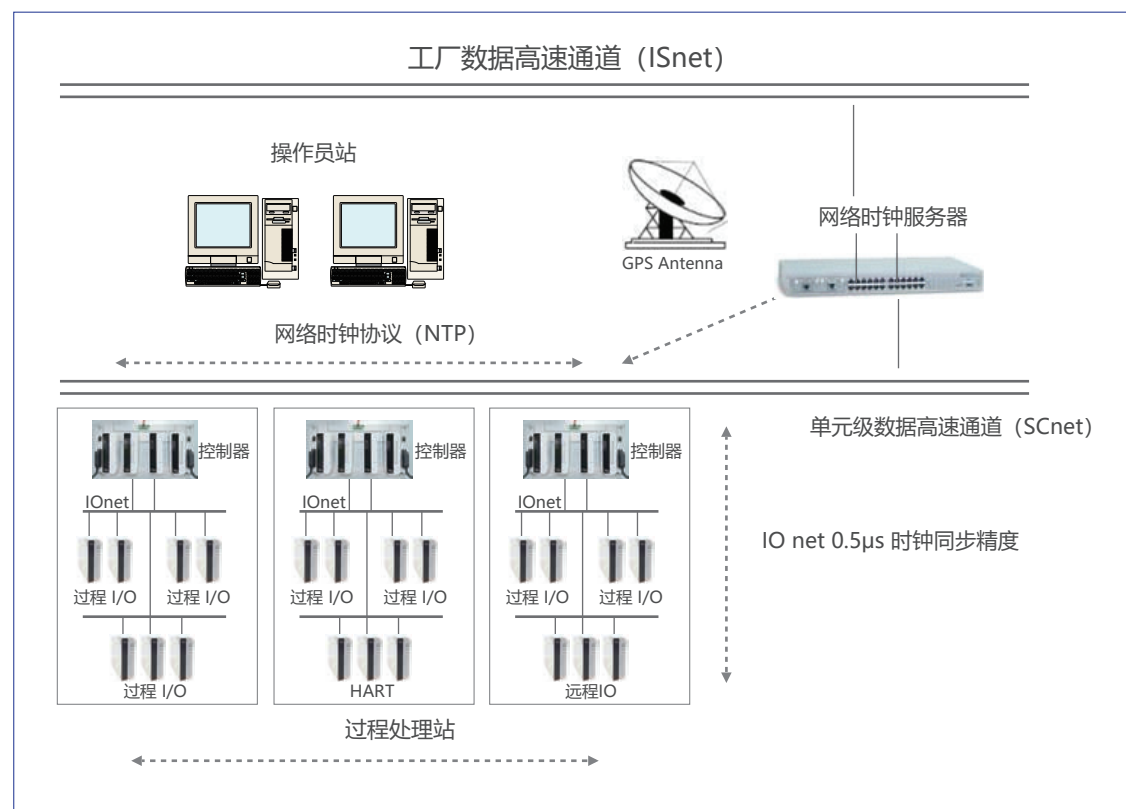 工厂数据高速通道（ISnet）
操作员站
网络时钟服务器
GPS Antenna
网络时钟协议（NTP）
单元级数据高速通道（SCnet）
控制器
控制器
控制器
IOnet
IOnet
IOnet
IO net 0.5μs 时钟同步精度
过程 I/O
过程 I/O
过程 I/O
过程 I/O
过程 I/O
过程 I/O
过程 I/O
HART
远程IO
过程处理站